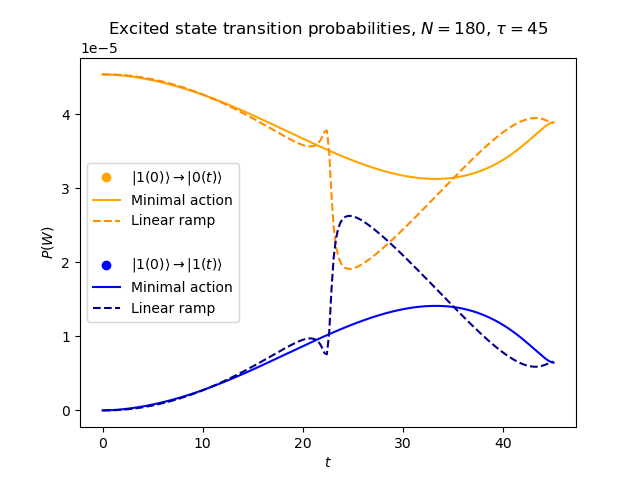 Excited state transition probabilities, N = 180, τ = 45
1e−5
4
3
2
1
0
P(W)
|1(0)⟩ → |0(t)⟩
Minimal action
Linear ramp
|1(0)⟩ → |1(t)⟩
Minimal action
Linear ramp
0 10 20 30 40
t